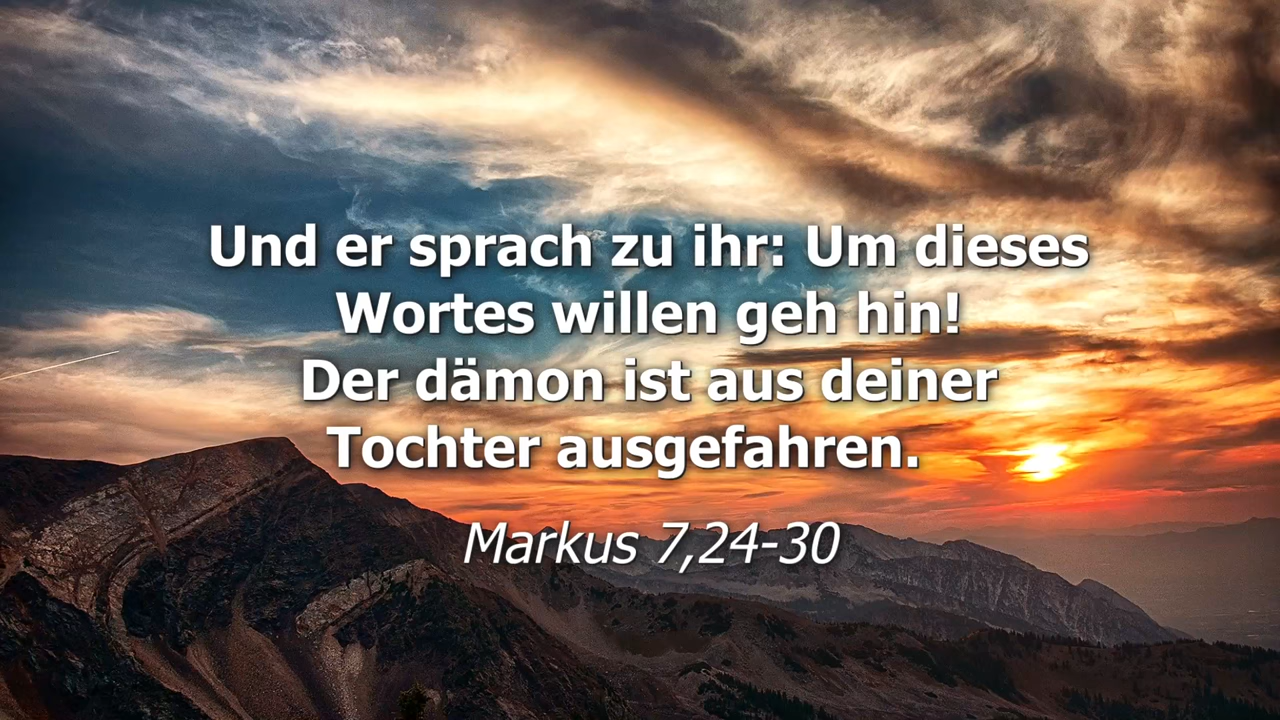 Und er sprach zu ihr: Um dieses
Wortes willen geh hin!
Der dämon ist aus deiner
Tochter ausgefahren.
Markus 7,24-30